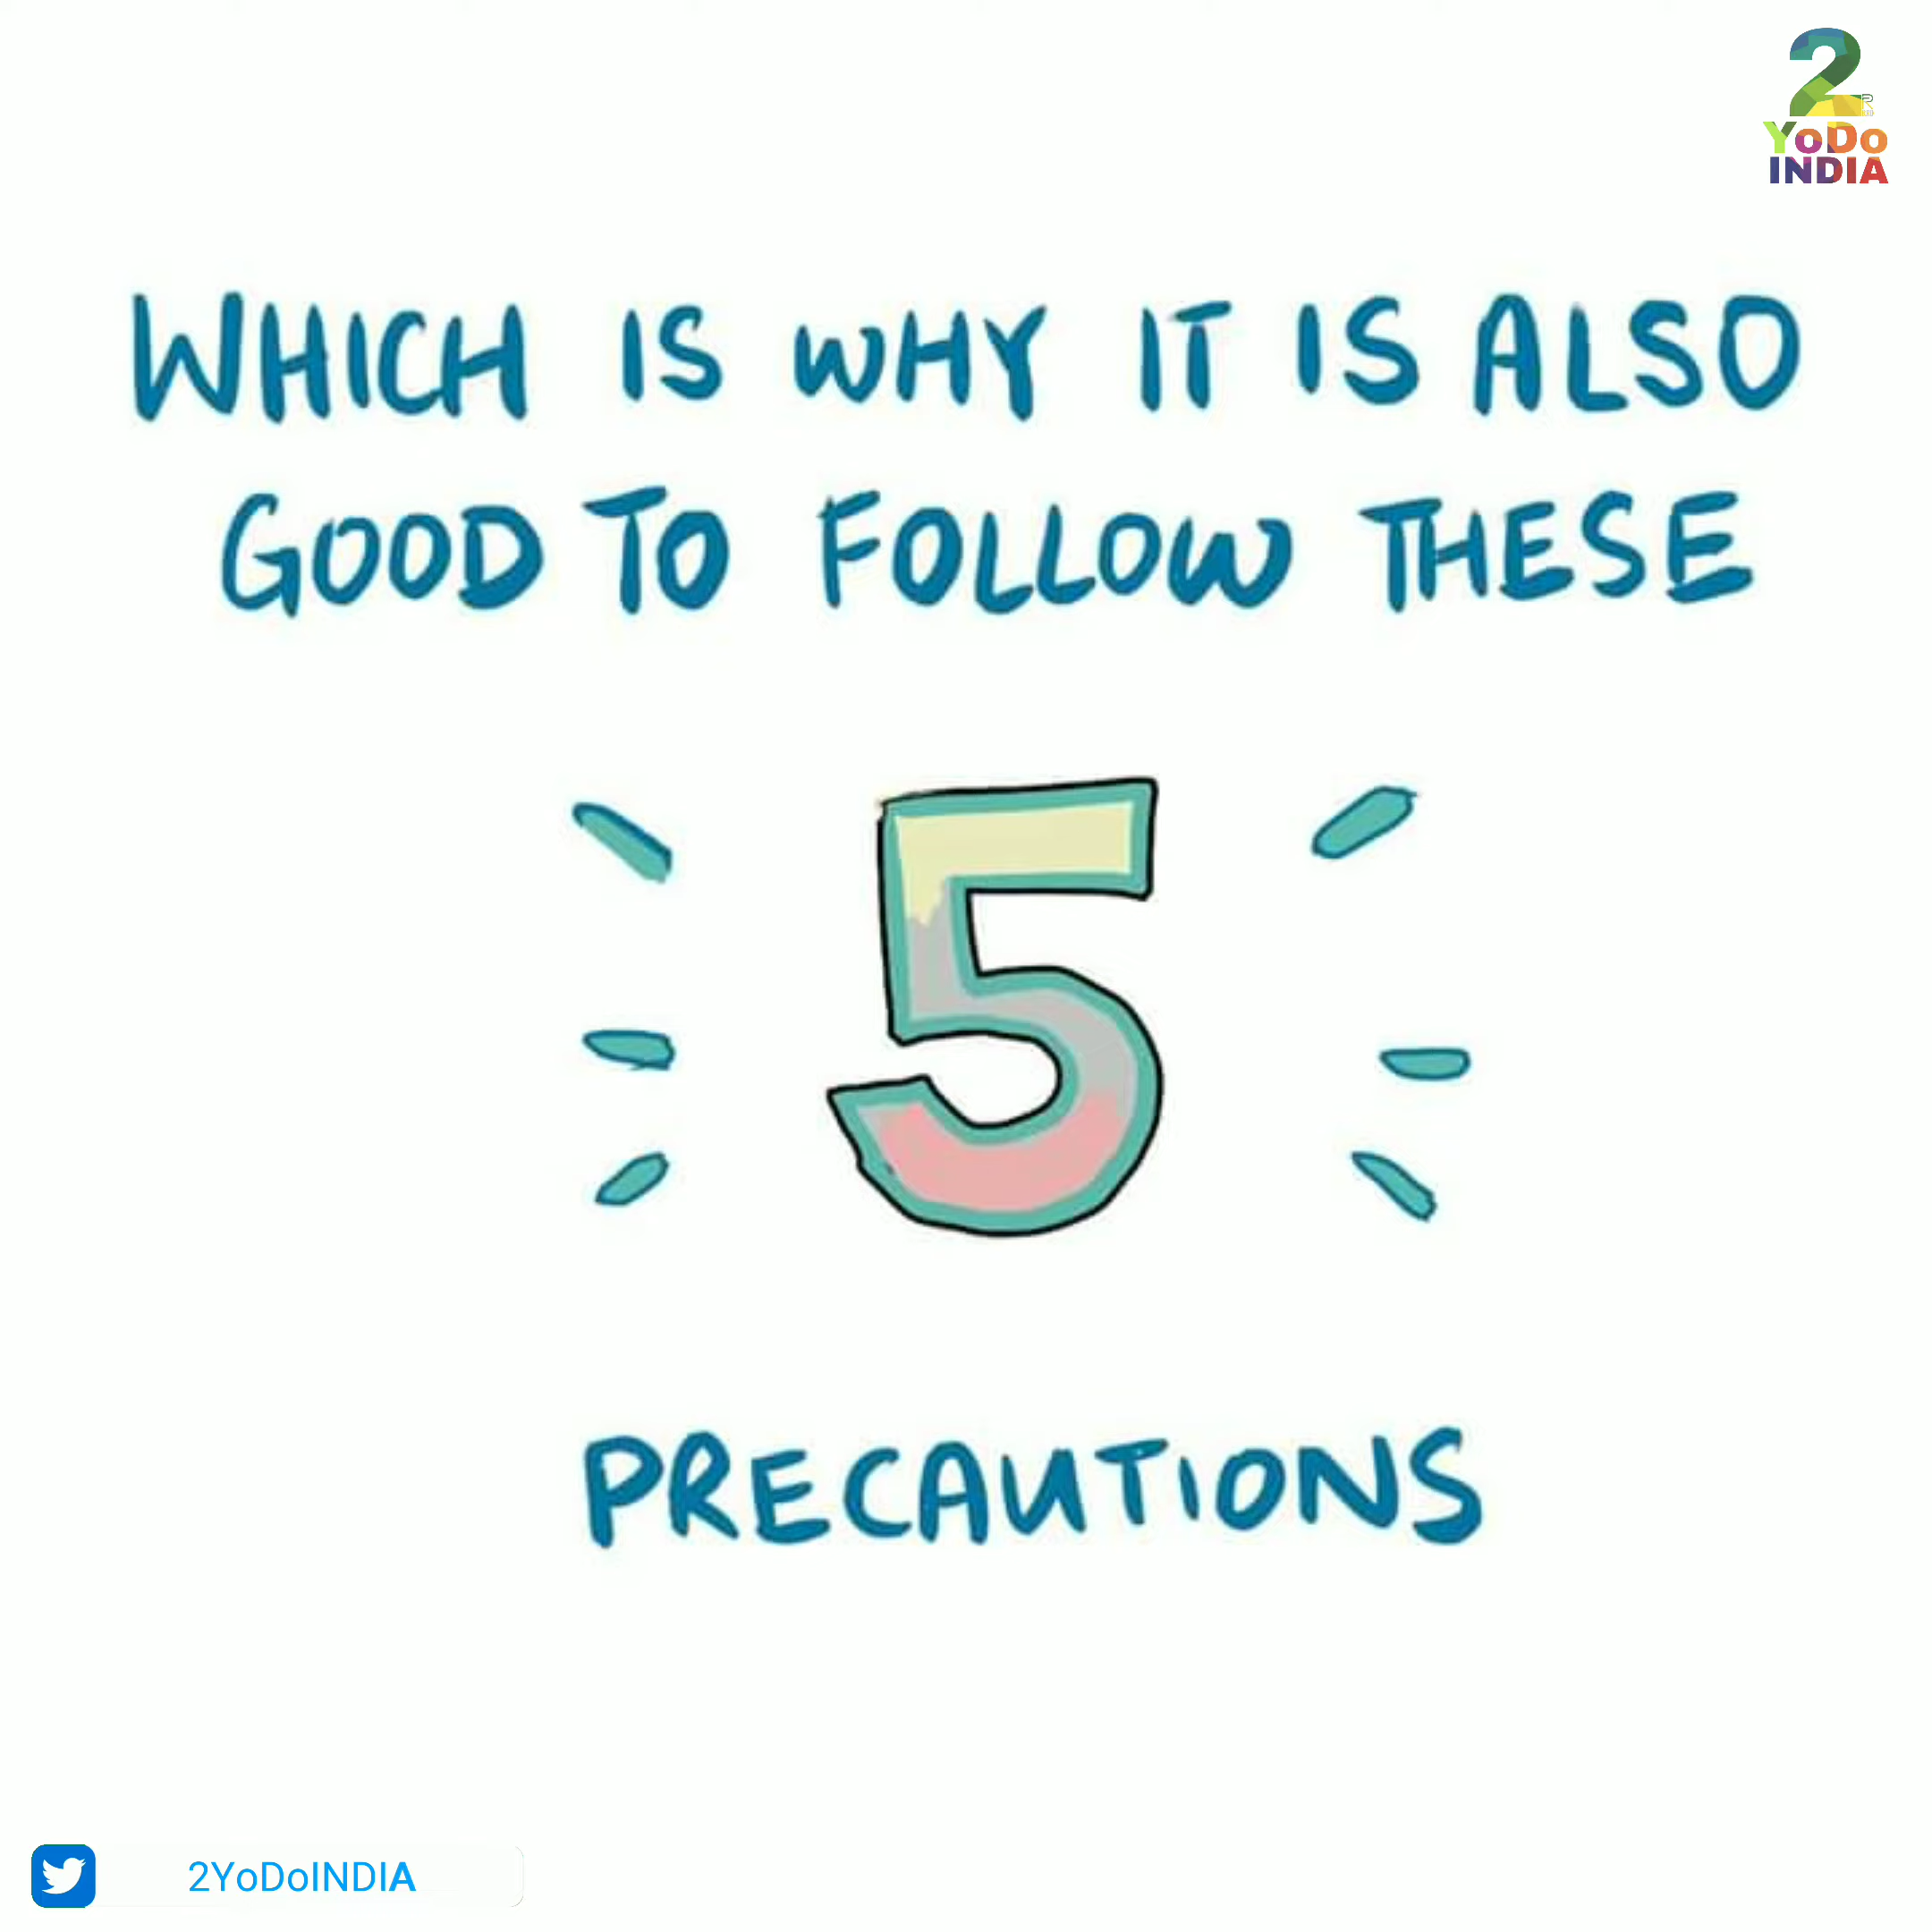 2
YoDo
INDIA
WHICH IS WHY IT IS ALSO
GOOD TO FOLLOW THESE
5
PRECAUTIONS
2YoDoINDIA